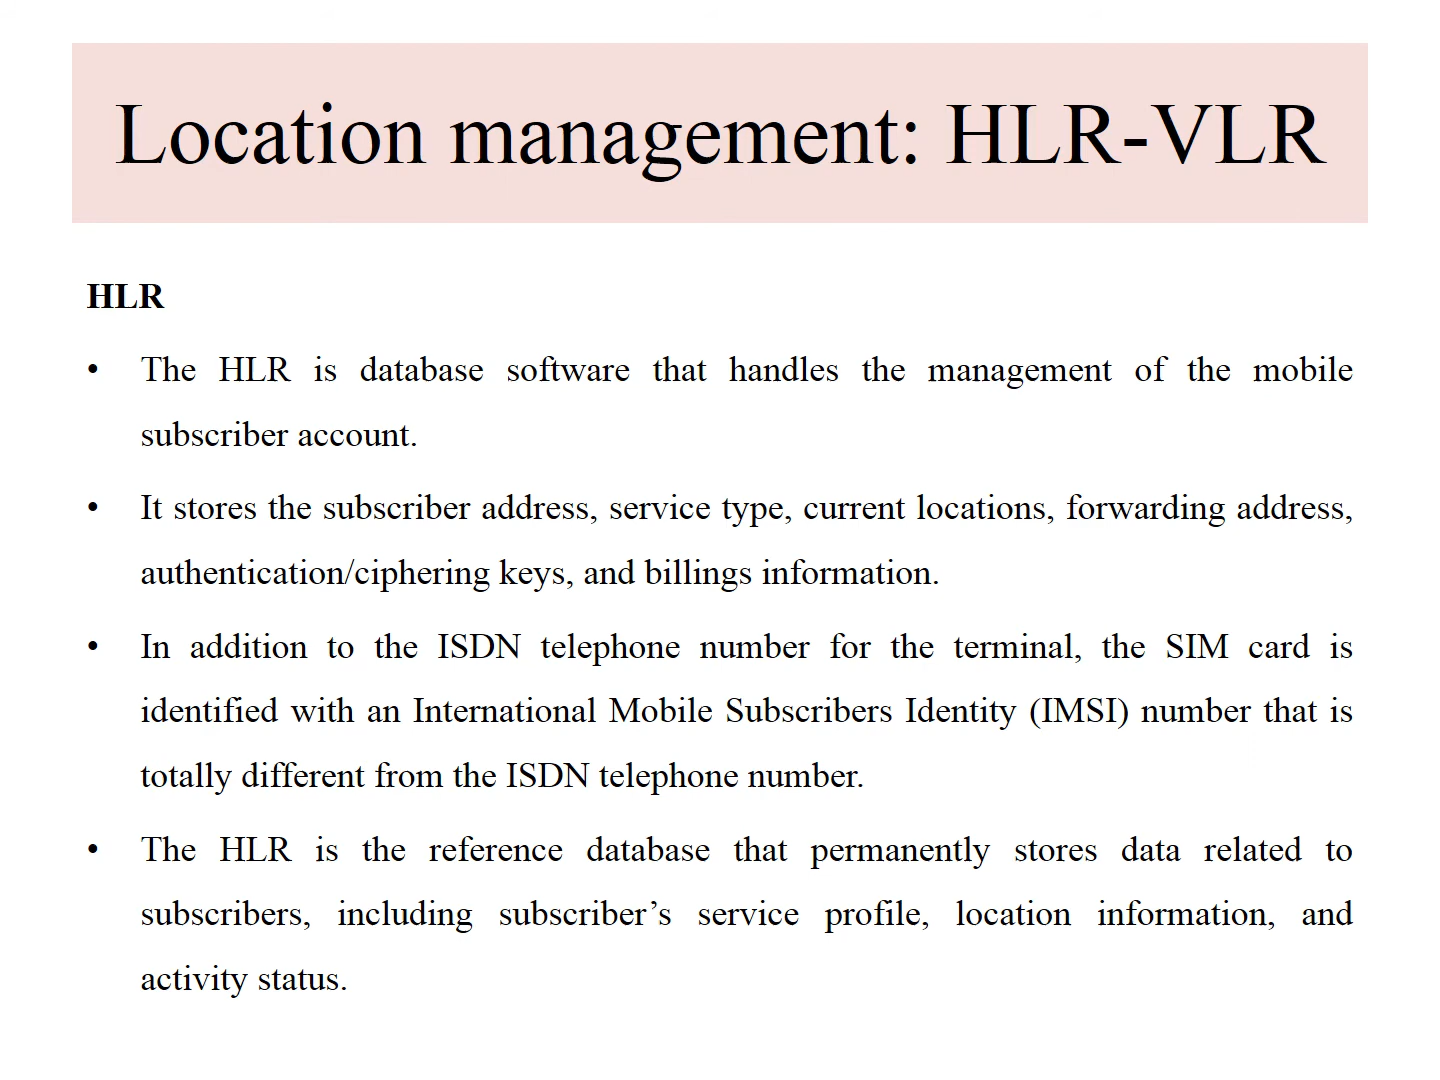 Location management: HLR-VLR
HLR
• The HLR is database software that handles the management of the mobile
subscriber account.
• It stores the subscriber address, service type, current locations, forwarding address,
authentication/ciphering keys, and billings information.
• In addition to the ISDN telephone number for the terminal, the SIM card is
identified with an International Mobile Subscribers Identity (IMSI) number that is
totally different from the ISDN telephone number.
• The HLR is the reference database that permanently stores data related to
subscribers, including subscriber’s service profile, location information, and
activity status.